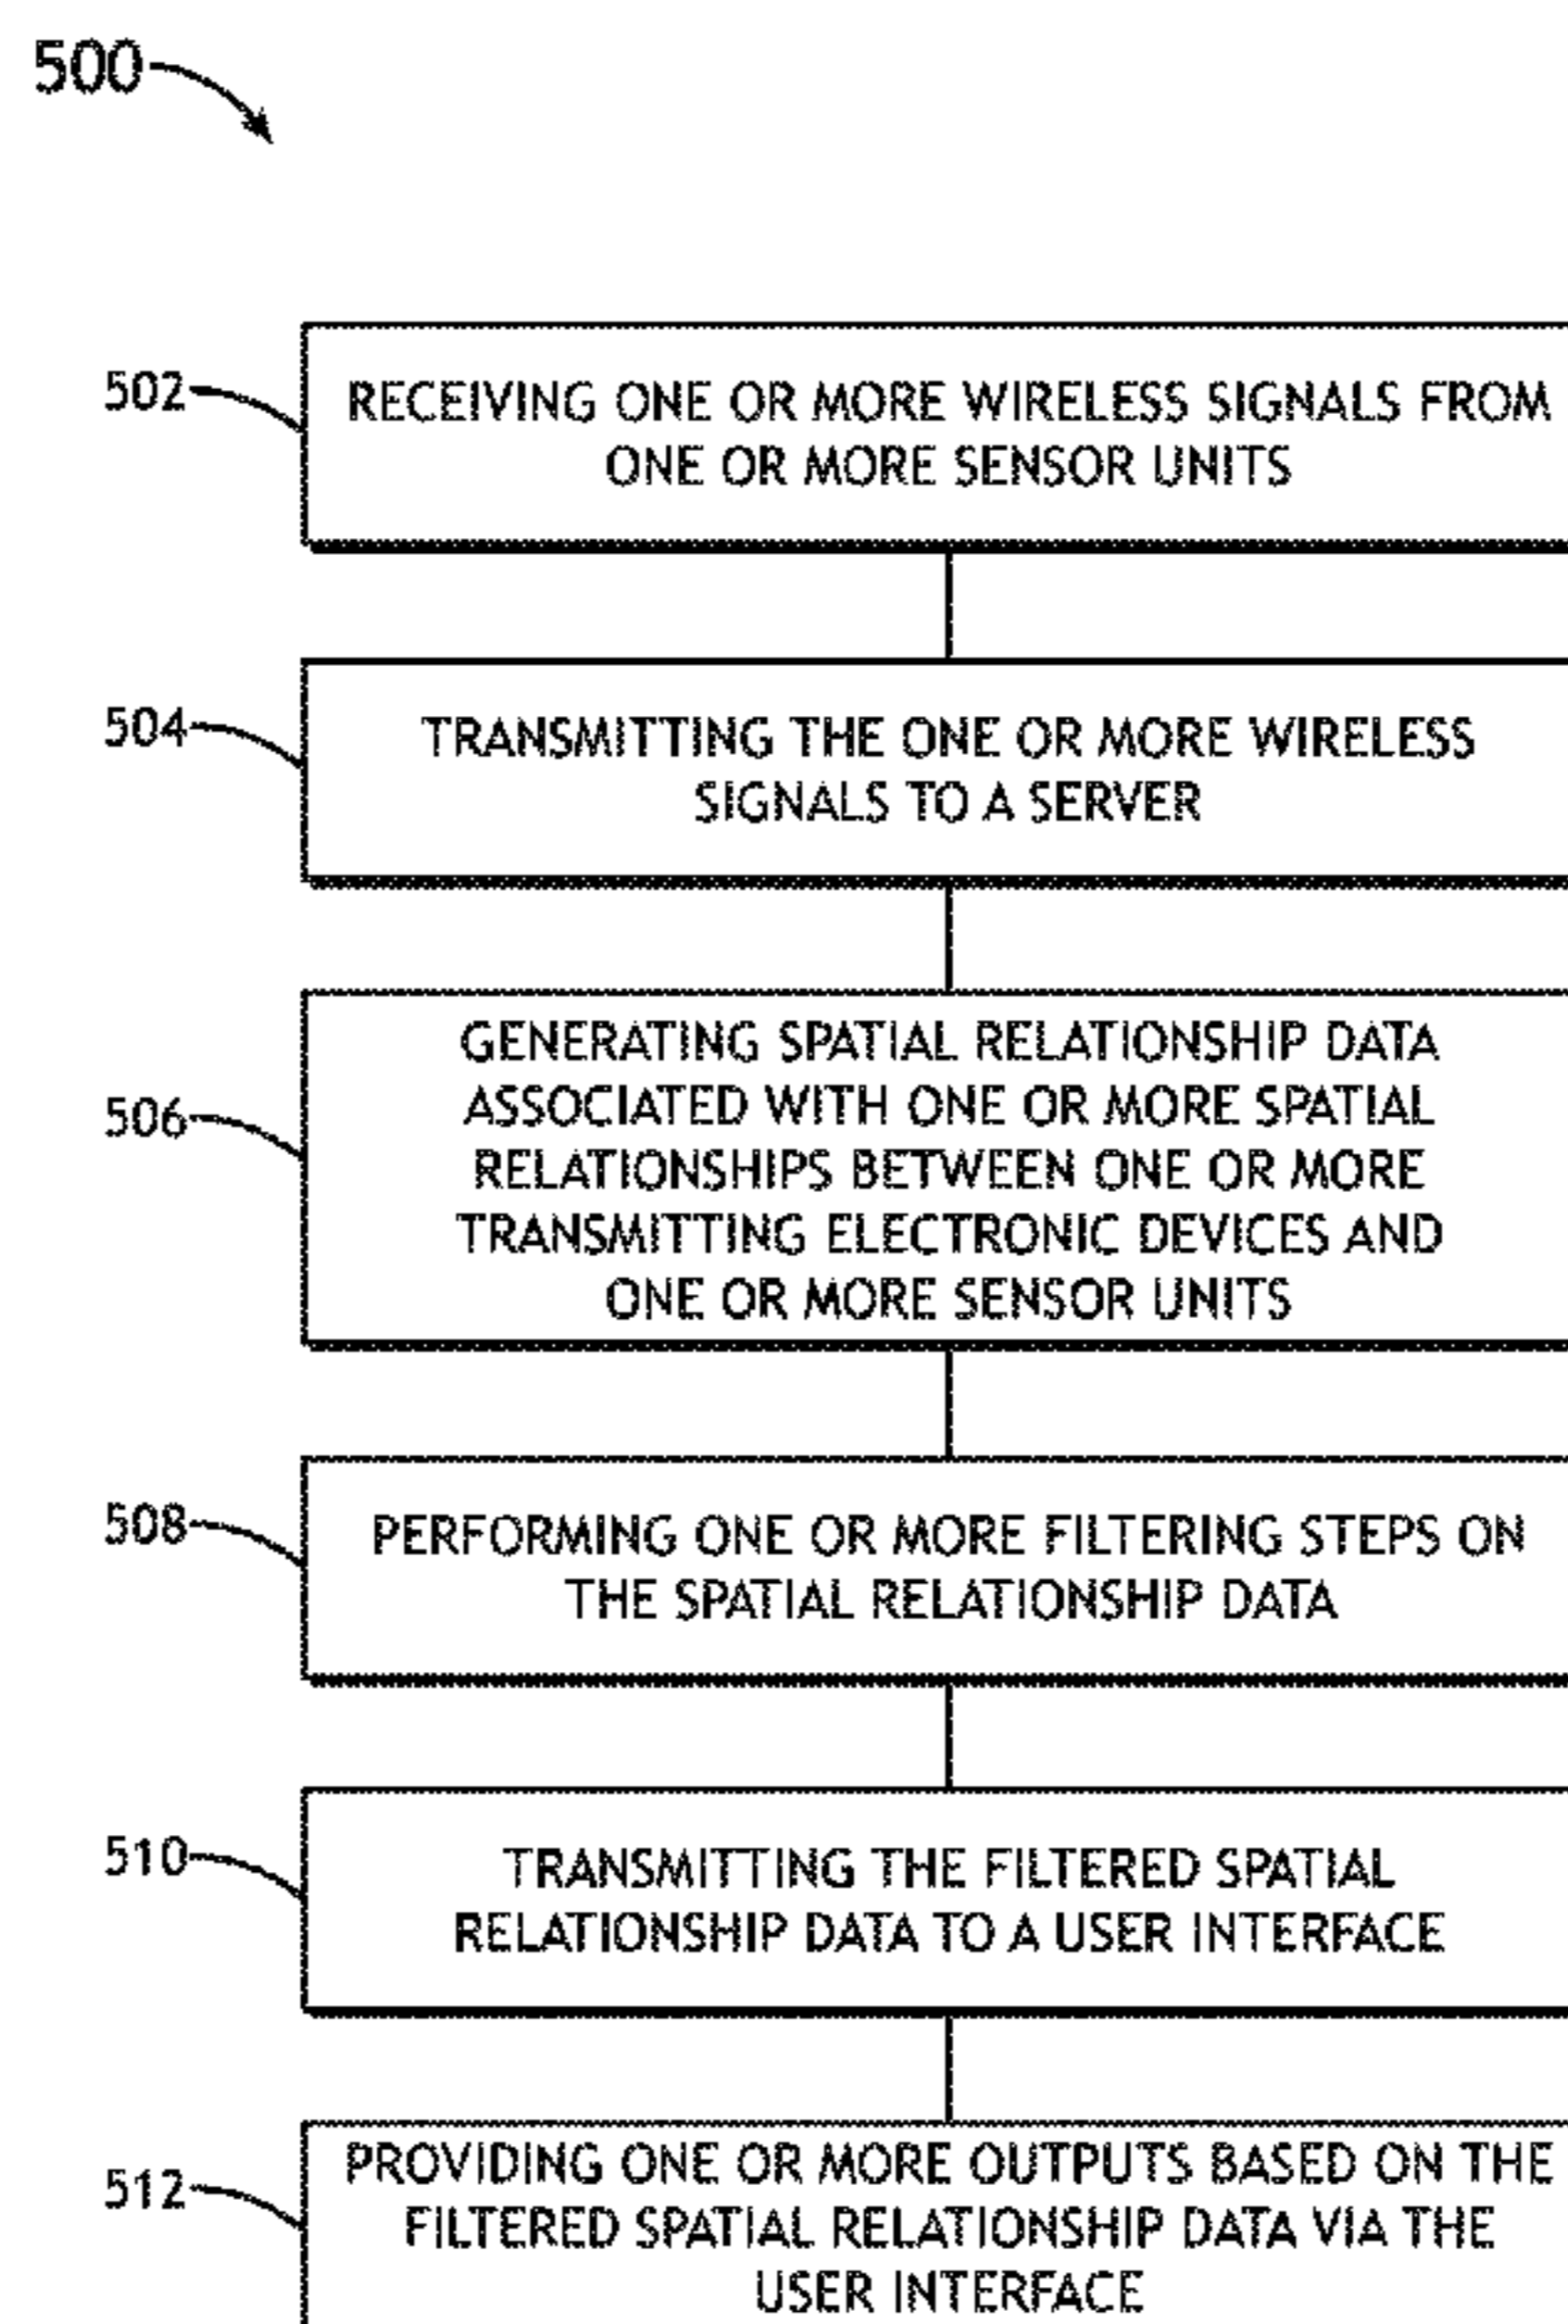 500
502
RECEIVING ONE OR MORE WIRELESS SIGNALS FROM
ONE OR MORE SENSOR UNITS
504
TRANSMITTING THE ONE OR MORE WIRELESS
SIGNALS TO A SERVER
506
GENERATING SPATIAL RELATIONSHIP DATA
ASSOCIATED WITH ONE OR MORE SPATIAL
RELATIONSHIPS BETWEEN ONE OR MORE
TRANSMITTING ELECTRONIC DEVICES AND
ONE OR MORE SENSOR UNITS
508
PERFORMING ONE OR MORE FILTERING STEPS ON
THE SPATIAL RELATIONSHIP DATA
510
TRANSMITTING THE FILTERED SPATIAL
RELATIONSHIP DATA TO A USER INTERFACE
512
PROVIDING ONE OR MORE OUTPUTS BASED ON THE
FILTERED SPATIAL RELATIONSHIP DATA VIA THE
USER INTERFACE